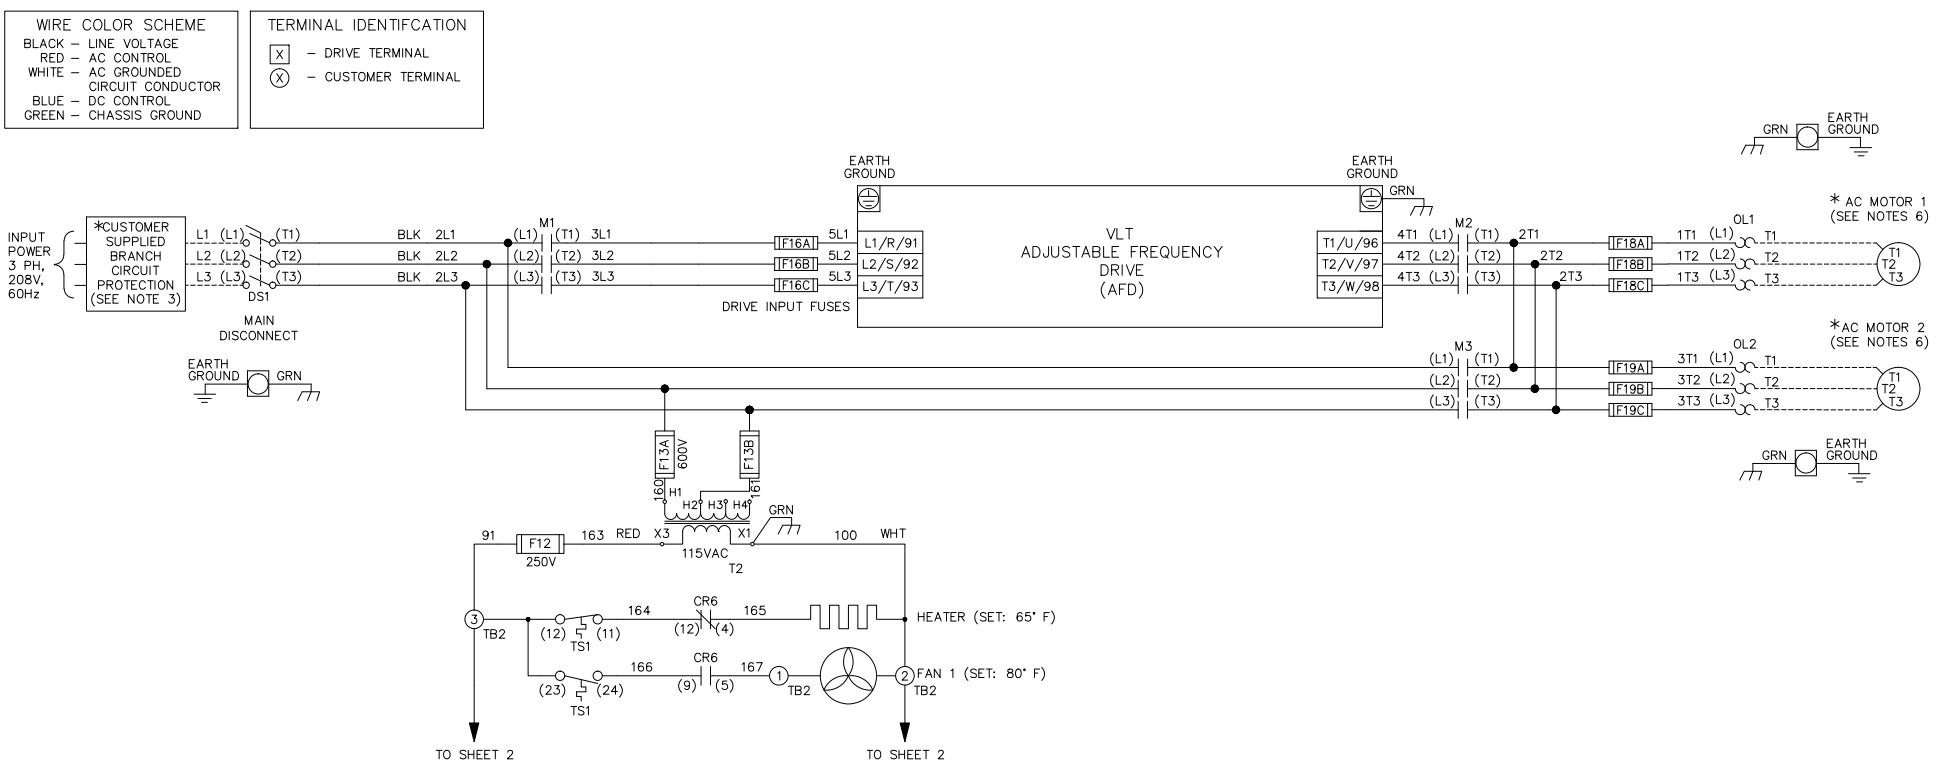 WIRE COLOR SCHEME
BLACK – LINE VOLTAGE
RED – AC CONTROL
WHITE – AC GROUNDED
CIRCUIT CONDUCTOR
BLUE – DC CONTROL
GREEN – CHASSIS GROUND
TERMINAL IDENTIFCATION
X – DRIVE TERMINAL
X – CUSTOMER TERMINAL
INPUT
POWER
3 PH,
208V,
60Hz
*CUSTOMER
SUPPLIED
BRANCH
CIRCUIT
PROTECTION
(SEE NOTE 3)
L1 (L1) (T1) BLK 2L1
L2 (L2) (T2) BLK 2L2
L3 (L3) (T3) BLK 2L3
DS1
MAIN
DISCONNECT
EARTH
GROUND GRN
M1
(L1) (T1) 3L1
(L2) (T2) 3L2
(L3) (T3) 3L3
F16A 5L1
F16B 5L2
F16C 5L3
DRIVE INPUT FUSES
EARTH
GROUND
L1/R/91
L2/S/92
L3/T/93
VLT
ADJUSTABLE FREQUENCY
DRIVE
(AFD)
EARTH
GROUND
GRN
T1/U/96
T2/V/97
T3/W/98
M2
4T1 (L1) (T1) 2T1
4T2 (L2) (T2) 2T2
4T3 (L3) (T3) 2T3
F18A
F18B
F18C
OL1
1T1 (L1) T1
1T2 (L2) T2
1T3 (L3) T3
GRN EARTH
GROUND
* AC MOTOR 1
(SEE NOTES 6)
T1
T2
T3
M3
(L1) (T1)
(L2) (T2)
(L3) (T3)
F19A
F19B
F19C
OL2
3T1 (L1) T1
3T2 (L2) T2
3T3 (L3) T3
*AC MOTOR 2
(SEE NOTES 6)
T1
T2
T3
GRN EARTH
GROUND
F13A
600V
F13B
160
161
H1
H2 H3 H4
GRN
91 F12 163 RED X3 X1 100 WHT
250V
115VAC
T2
3
TB2
(12) (11)
TS1
164
CR6
(12) (4)
165
HEATER (SET: 65° F)
(23) (24)
TS1
166
CR6
(9) (5)
167
1
TB2
2
TB2
FAN 1 (SET: 80° F)
TO SHEET 2
TO SHEET 2